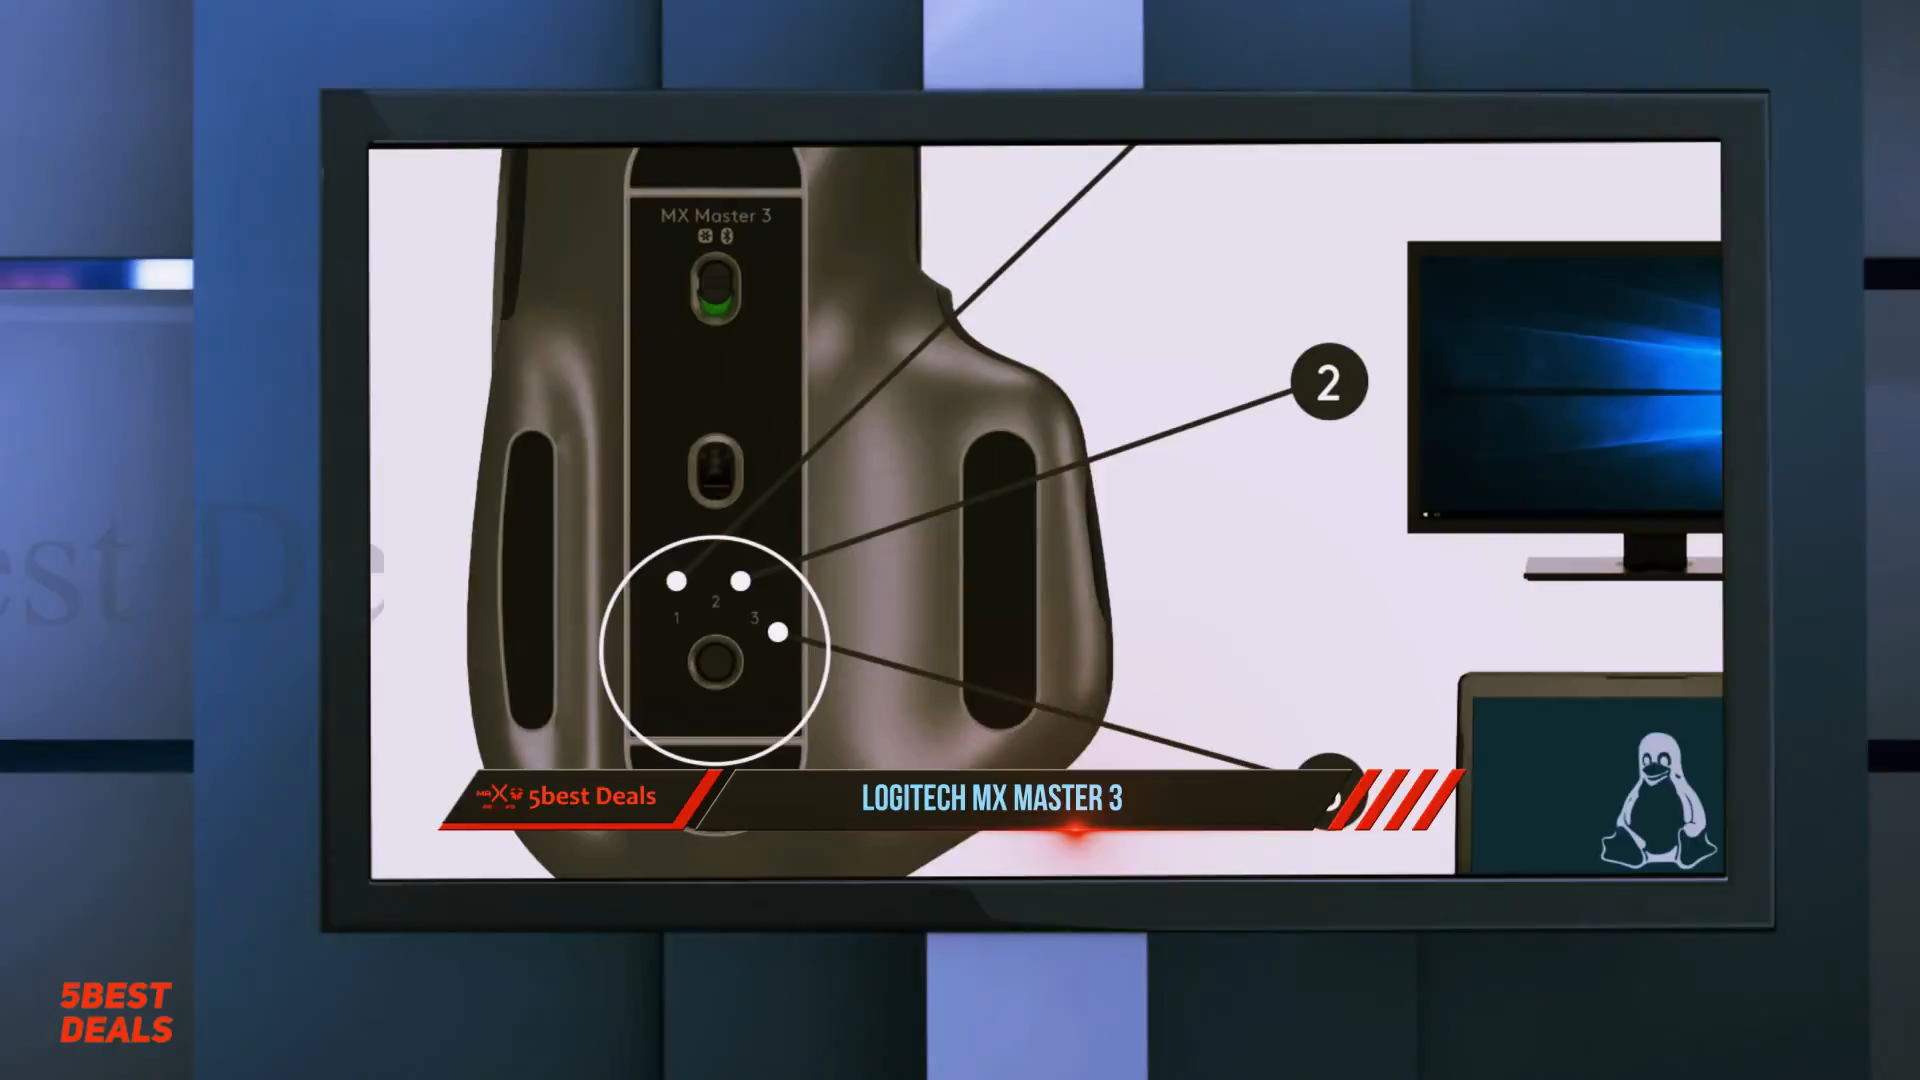 MX Master 3
2
2
1
3
5best Deals
LOGITECH MX MASTER 3
5BEST
DEALS